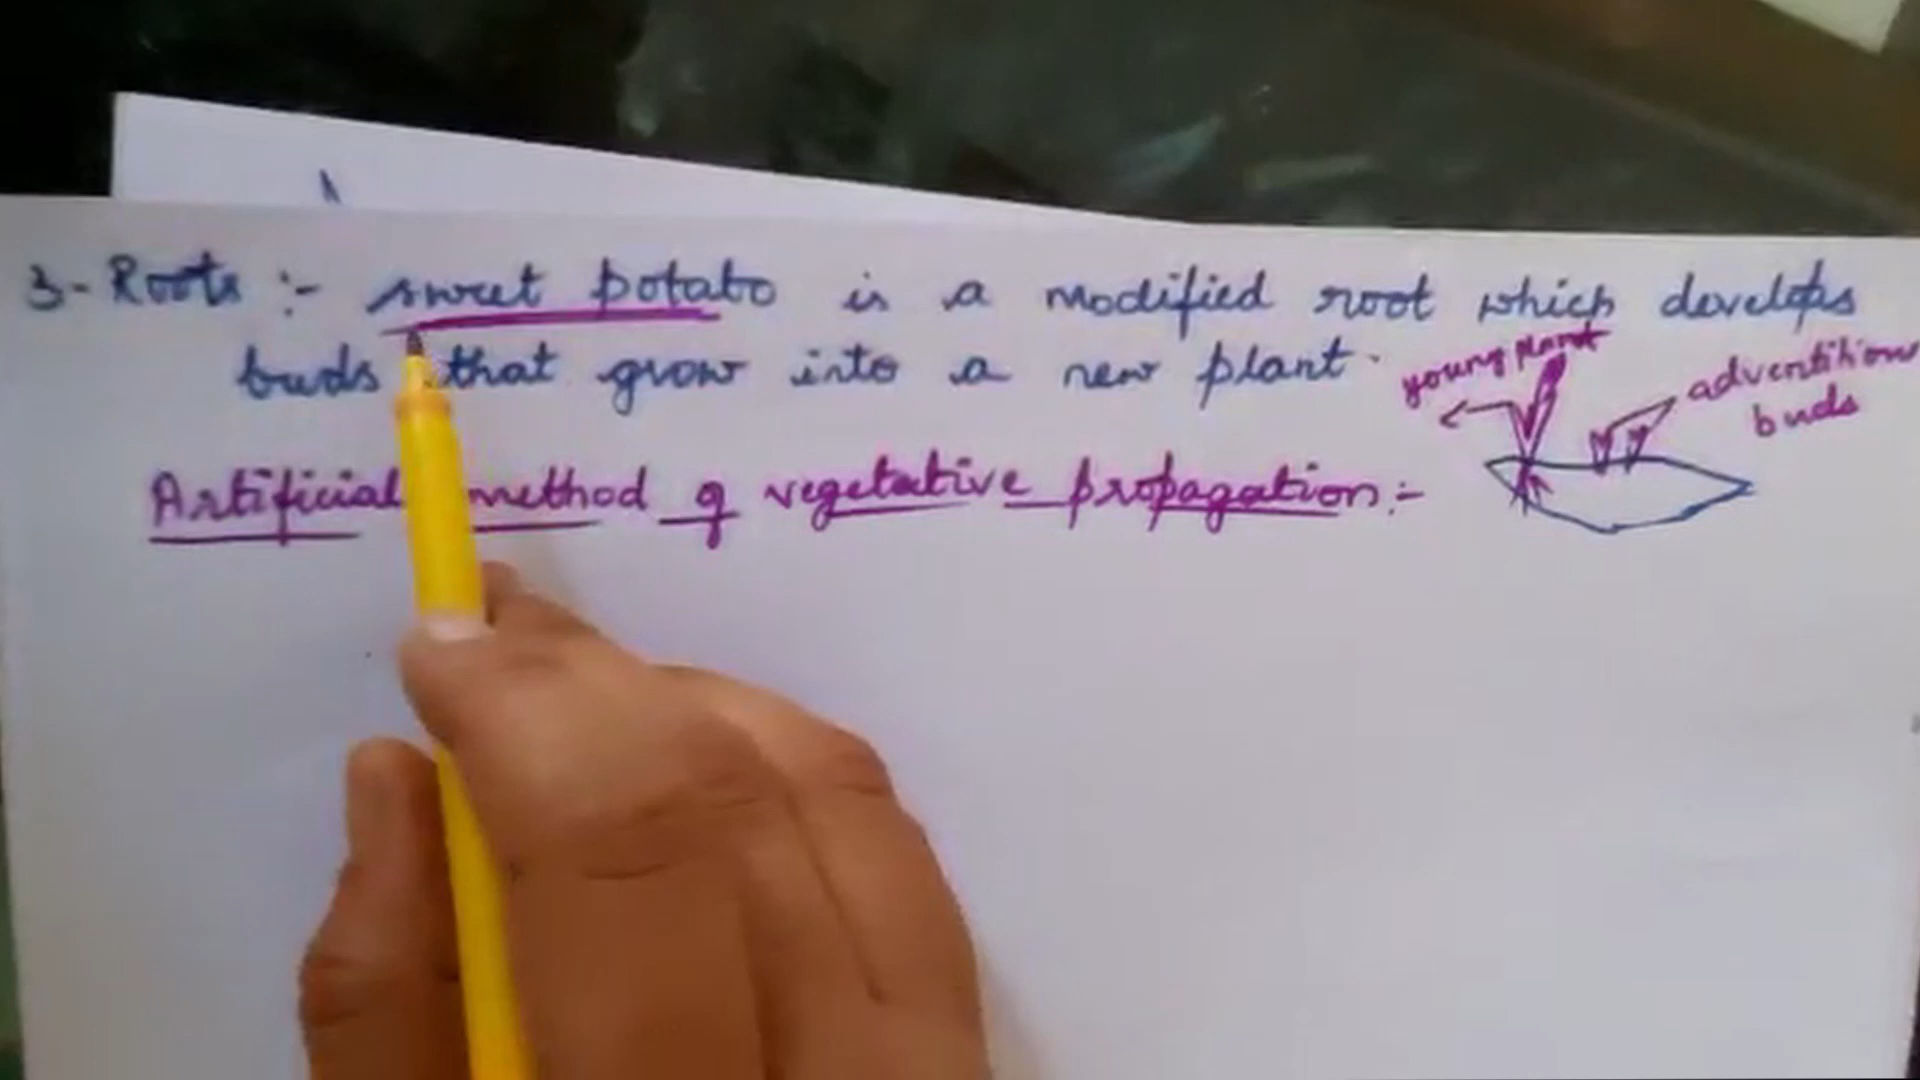 3- Roots :- sweet potato is a modified root which develops
buds that grow into a new plant.
young plant
adventitious
buds
Artificial method of vegetative propagation:-